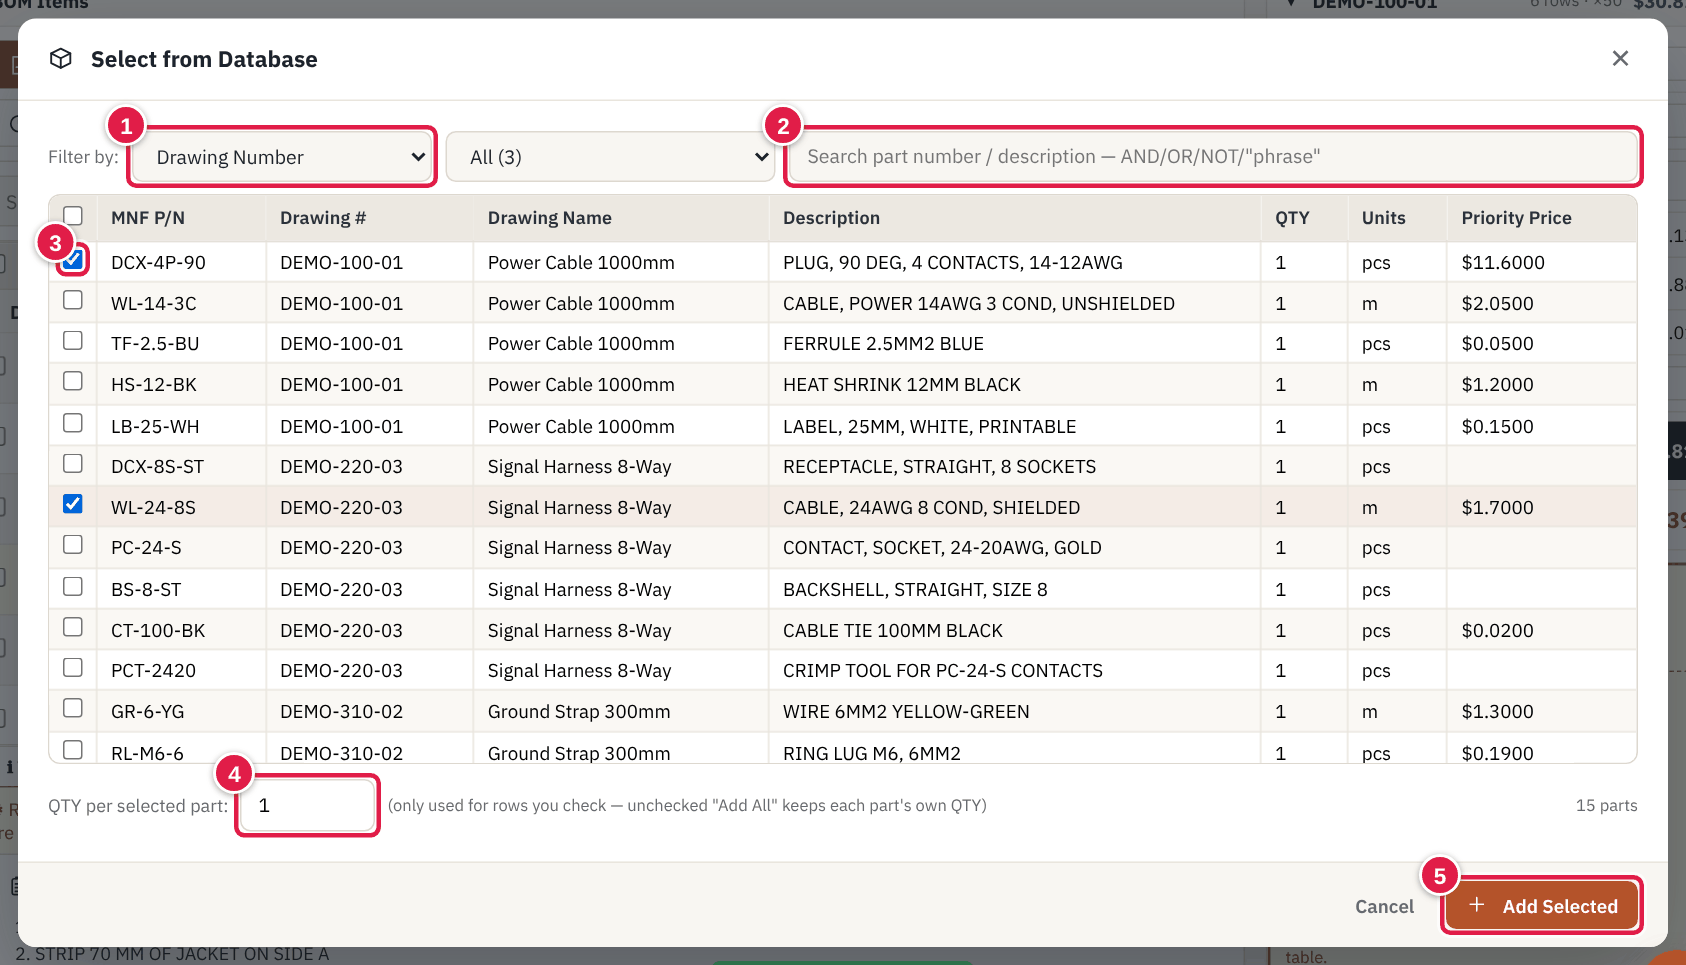 BOM Items
DEMO-100-01 6 rows · ×50
Select from Database
1
2
Filter by: Drawing Number All (3) Search part number / description — AND/OR/NOT/"phrase"
MNF P/N Drawing # Drawing Name Description QTY Units Priority Price
3
DCX-4P-90 DEMO-100-01 Power Cable 1000mm PLUG, 90 DEG, 4 CONTACTS, 14-12AWG 1 pcs $11.6000
WL-14-3C DEMO-100-01 Power Cable 1000mm CABLE, POWER 14AWG 3 COND, UNSHIELDED 1 m $2.0500
TF-2.5-BU DEMO-100-01 Power Cable 1000mm FERRULE 2.5MM2 BLUE 1 pcs $0.0500
HS-12-BK DEMO-100-01 Power Cable 1000mm HEAT SHRINK 12MM BLACK 1 m $1.2000
LB-25-WH DEMO-100-01 Power Cable 1000mm LABEL, 25MM, WHITE, PRINTABLE 1 pcs $0.1500
DCX-8S-ST DEMO-220-03 Signal Harness 8-Way RECEPTACLE, STRAIGHT, 8 SOCKETS 1 pcs
WL-24-8S DEMO-220-03 Signal Harness 8-Way CABLE, 24AWG 8 COND, SHIELDED 1 m $1.7000
PC-24-S DEMO-220-03 Signal Harness 8-Way CONTACT, SOCKET, 24-20AWG, GOLD 1 pcs
BS-8-ST DEMO-220-03 Signal Harness 8-Way BACKSHELL, STRAIGHT, SIZE 8 1 pcs
CT-100-BK DEMO-220-03 Signal Harness 8-Way CABLE TIE 100MM BLACK 1 pcs $0.0200
PCT-2420 DEMO-220-03 Signal Harness 8-Way CRIMP TOOL FOR PC-24-S CONTACTS 1 pcs
GR-6-YG DEMO-310-02 Ground Strap 300mm WIRE 6MM2 YELLOW-GREEN 1 m $1.3000
RL-M6-6 DEMO-310-02 Ground Strap 300mm RING LUG M6, 6MM2 1 pcs $0.1900
4
QTY per selected part: 1 (only used for rows you check — unchecked "Add All" keeps each part's own QTY) 15 parts
5
Cancel + Add Selected
2. STRIP 70 MM OF JACKET ON SIDE A
table.